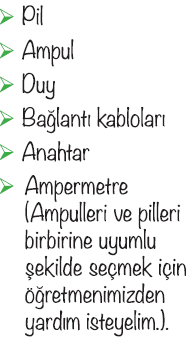 Pil
Ampul
Duy
Bağlantı kabloları
Anahtar
Ampermetre
(Ampulleri ve pilleri
birbirine uyumlu
şekilde seçmek için
öğretmenimizden
yardım isteyelim.).